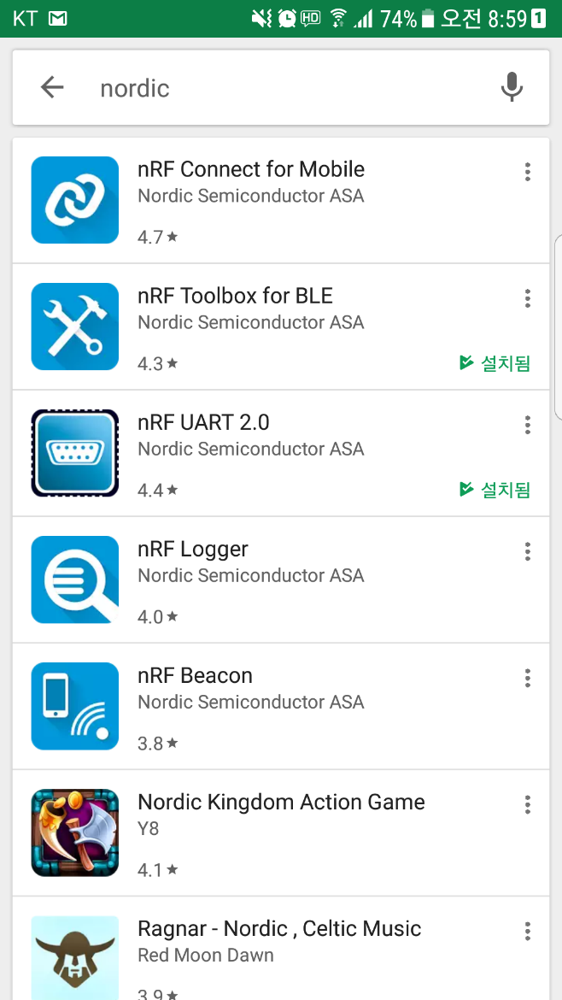 KT HD 74% 오전 8:59 1
nordic
nRF Connect for Mobile
Nordic Semiconductor ASA
4.7★
nRF Toolbox for BLE
Nordic Semiconductor ASA
4.3★ 설치됨
nRF UART 2.0
Nordic Semiconductor ASA
4.4★ 설치됨
nRF Logger
Nordic Semiconductor ASA
4.0★
nRF Beacon
Nordic Semiconductor ASA
3.8★
Nordic Kingdom Action Game
Y8
4.1★
Ragnar - Nordic , Celtic Music
Red Moon Dawn
3.9★